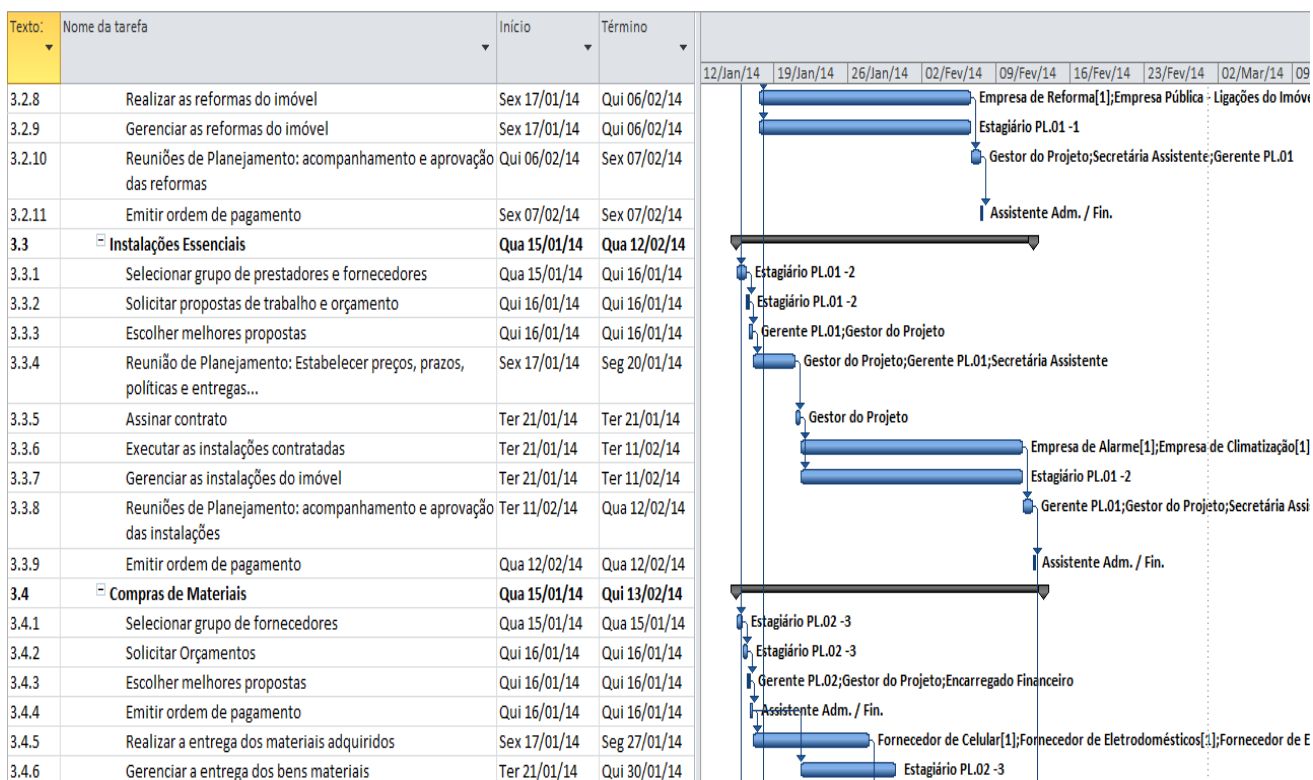 Texto: Nome da tarefa Início Término
12/Jan/14 19/Jan/14 26/Jan/14 02/Fev/14 09/Fev/14 16/Fev/14 23/Fev/14 02/Mar/14 09
3.2.8 Realizar as reformas do imóvel Sex 17/01/14 Qui 06/02/14 Empresa de Reforma[1];Empresa Pública - Ligações do Imóve
3.2.9 Gerenciar as reformas do imóvel Sex 17/01/14 Qui 06/02/14 Estagiário PL.01 -1
3.2.10 Reuniões de Planejamento: acompanhamento e aprovação Qui 06/02/14 Sex 07/02/14 Gestor do Projeto;Secretária Assistente;Gerente PL.01
das reformas
3.2.11 Emitir ordem de pagamento Sex 07/02/14 Sex 07/02/14 Assistente Adm. / Fin.
3.3 Instalações Essenciais Qua 15/01/14 Qua 12/02/14
3.3.1 Selecionar grupo de prestadores e fornecedores Qua 15/01/14 Qui 16/01/14 Estagiário PL.01 -2
3.3.2 Solicitar propostas de trabalho e orçamento Qui 16/01/14 Qui 16/01/14 Estagiário PL.01 -2
3.3.3 Escolher melhores propostas Qui 16/01/14 Qui 16/01/14 Gerente PL.01;Gestor do Projeto
3.3.4 Reunião de Planejamento: Estabelecer preços, prazos, Sex 17/01/14 Seg 20/01/14 Gestor do Projeto;Gerente PL.01;Secretária Assistente
políticas e entregas...
3.3.5 Assinar contrato Ter 21/01/14 Ter 21/01/14 Gestor do Projeto
3.3.6 Executar as instalações contratadas Ter 21/01/14 Ter 11/02/14 Empresa de Alarme[1];Empresa de Climatização[1]
3.3.7 Gerenciar as instalações do imóvel Ter 21/01/14 Ter 11/02/14 Estagiário PL.01 -2
3.3.8 Reuniões de Planejamento: acompanhamento e aprovação Ter 11/02/14 Qua 12/02/14 Gerente PL.01;Gestor do Projeto;Secretária Assi
das instalações
3.3.9 Emitir ordem de pagamento Qua 12/02/14 Qua 12/02/14 Assistente Adm. / Fin.
3.4 Compras de Materiais Qua 15/01/14 Qui 13/02/14
3.4.1 Selecionar grupo de fornecedores Qua 15/01/14 Qua 15/01/14 Estagiário PL.02 -3
3.4.2 Solicitar Orçamentos Qui 16/01/14 Qui 16/01/14 Estagiário PL.02 -3
3.4.3 Escolher melhores propostas Qui 16/01/14 Qui 16/01/14 Gerente PL.02;Gestor do Projeto;Encarregado Financeiro
3.4.4 Emitir ordem de pagamento Qui 16/01/14 Qui 16/01/14 Assistente Adm. / Fin.
3.4.5 Realizar a entrega dos materiais adquiridos Sex 17/01/14 Seg 27/01/14 Fornecedor de Celular[1];Fornecedor de Eletrodomésticos[1];Fornecedor de E
3.4.6 Gerenciar a entrega dos bens materiais Ter 21/01/14 Qui 30/01/14 Estagiário PL.02 -3